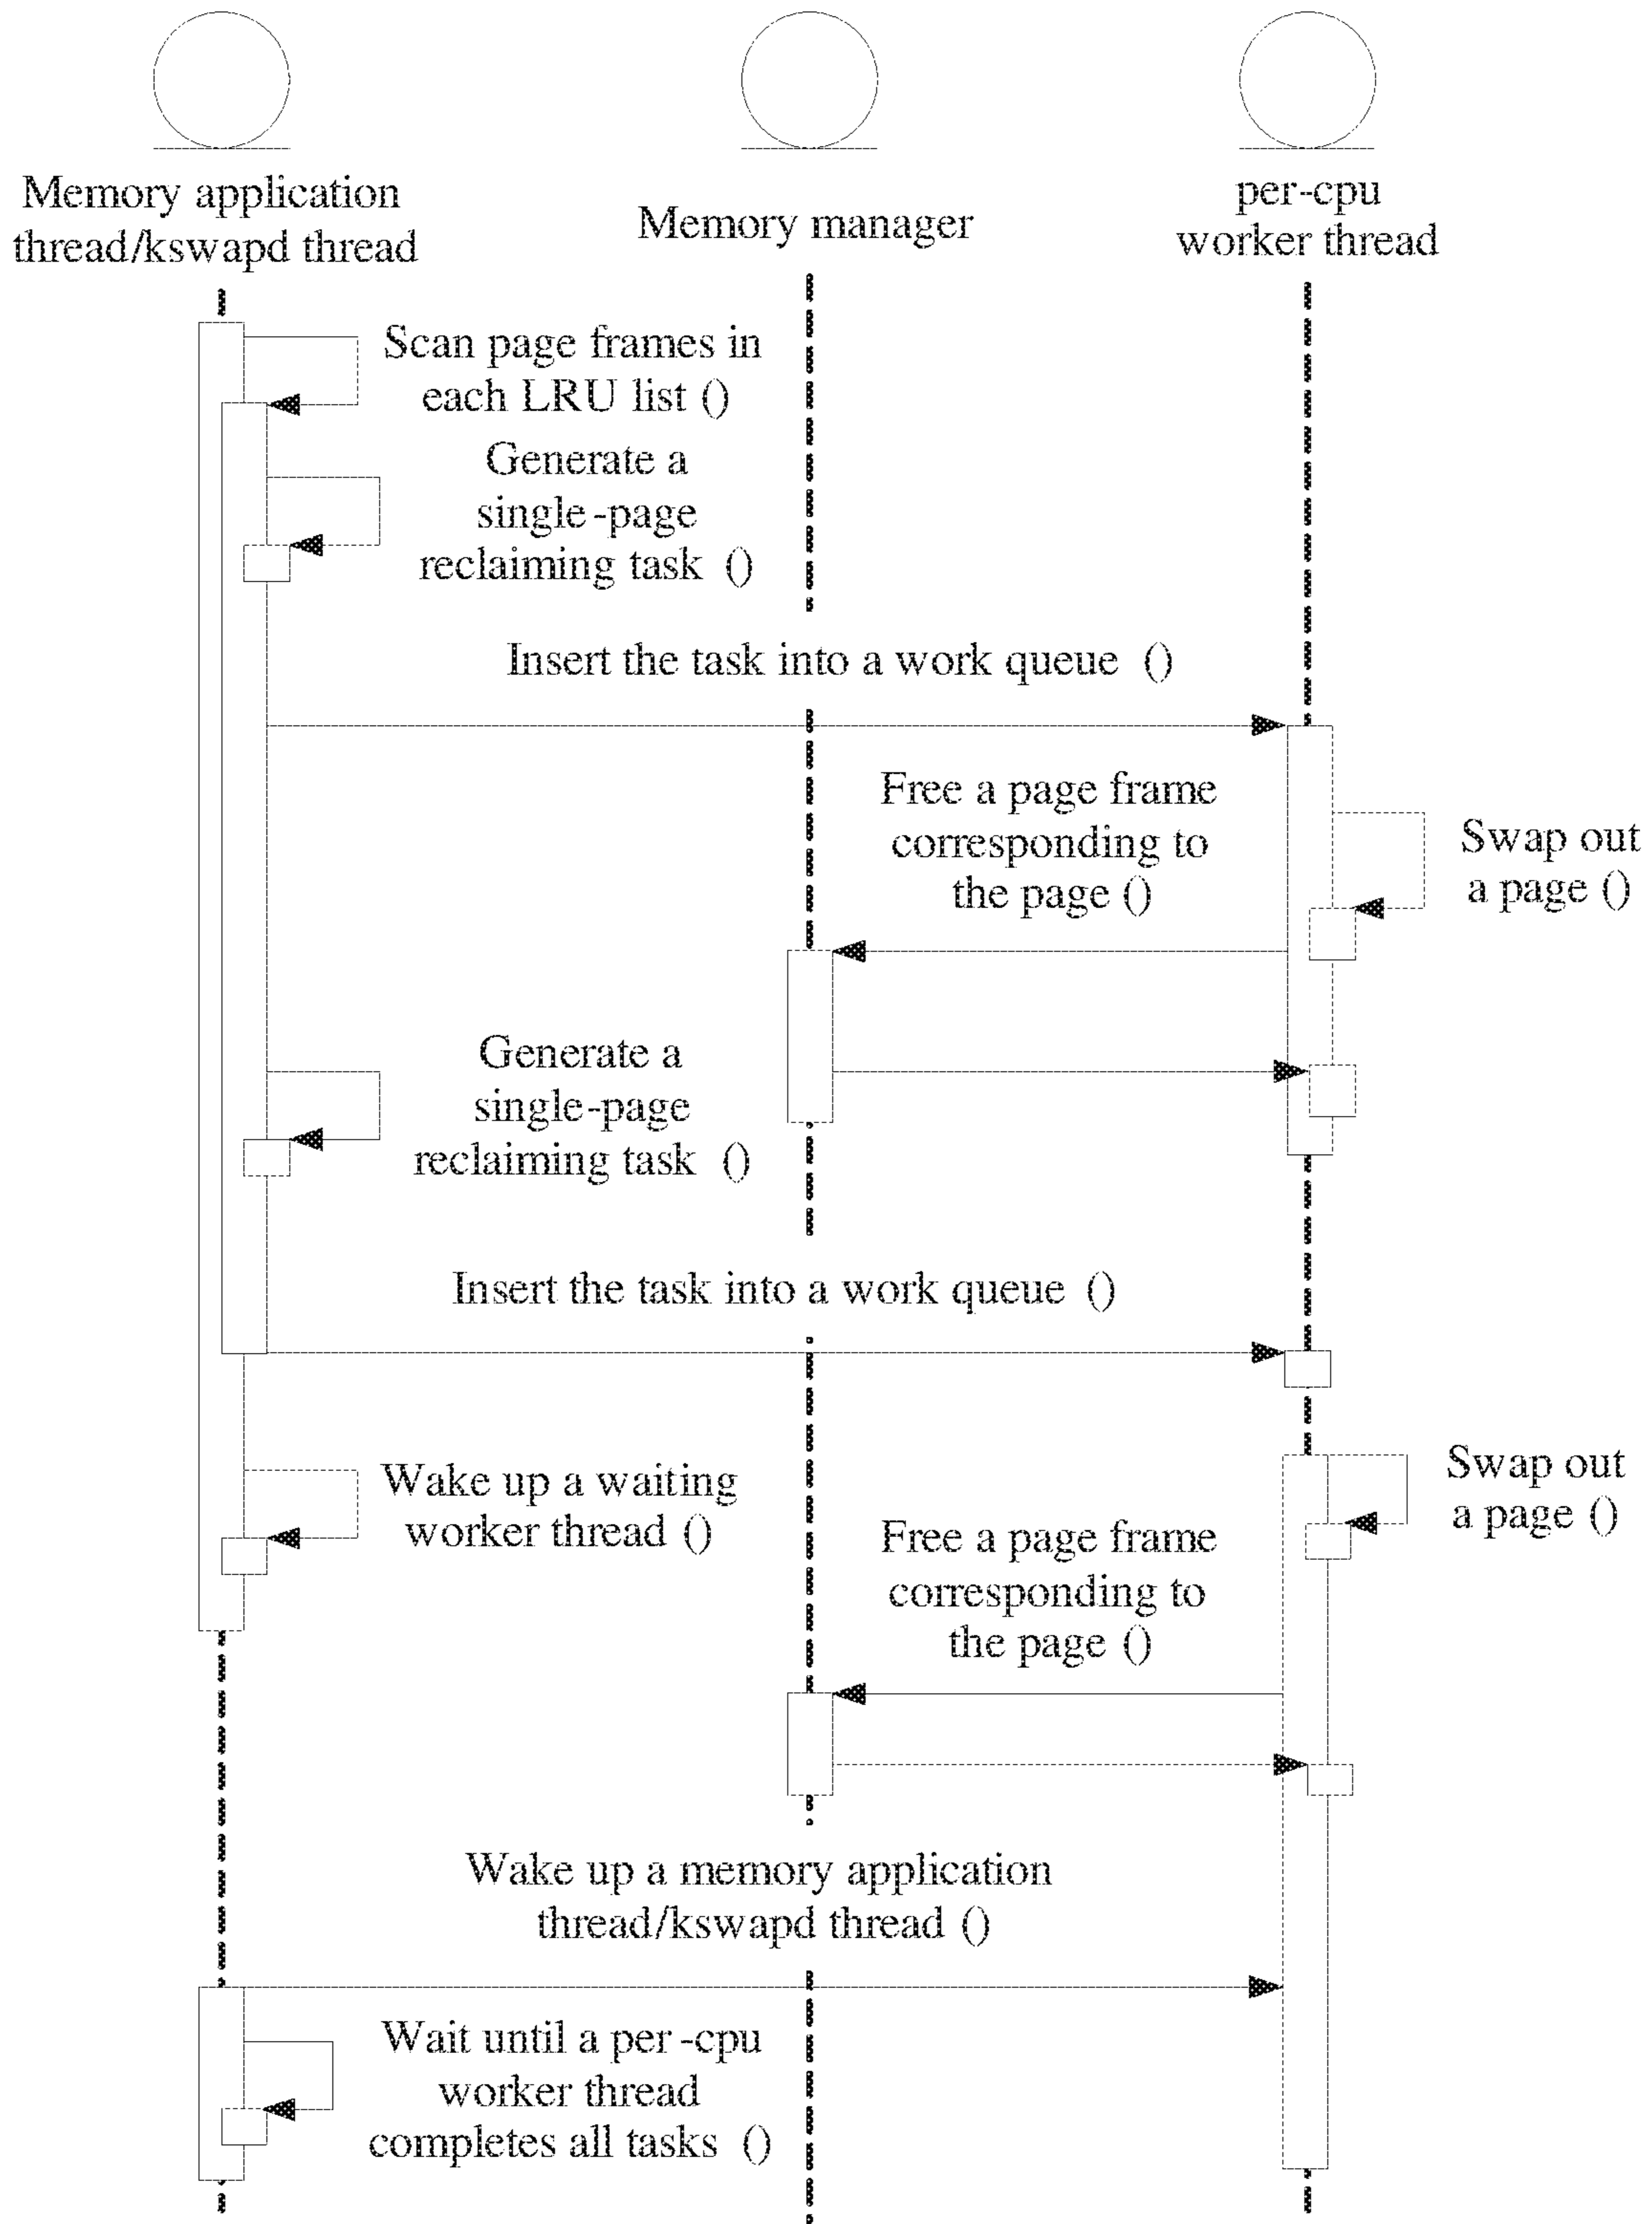 Memory application
thread/kswapd thread
Memory manager
per-cpu
worker thread
Scan page frames in
each LRU list ()
Generate a
single-page
reclaiming task ()
Insert the task into a work queue ()
Free a page frame
corresponding to
the page ()
Swap out
a page ()
Generate a
single-page
reclaiming task ()
Insert the task into a work queue ()
Wake up a waiting
worker thread ()
Swap out
a page ()
Free a page frame
corresponding to
the page ()
Wake up a memory application
thread/kswapd thread ()
Wait until a per-cpu
worker thread
completes all tasks ()